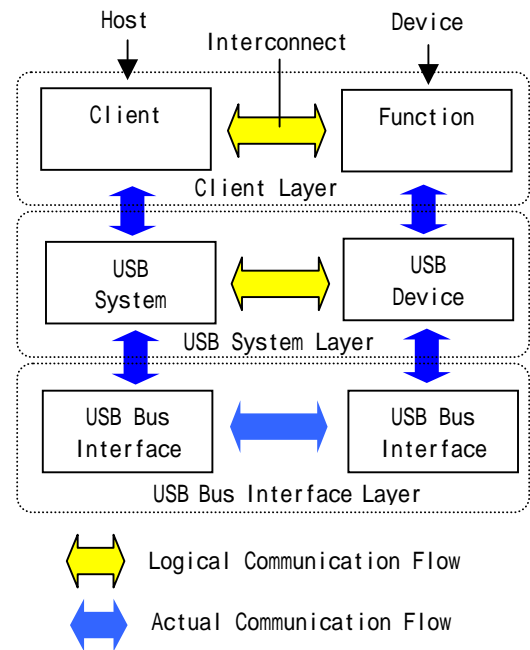 Host
Interconnect
Device
Client
Function
Client Layer
USB
System
USB
Device
USB System Layer
USB Bus
Interface
USB Bus
Interface
USB Bus Interface Layer
Logical Communication Flow
Actual Communication Flow